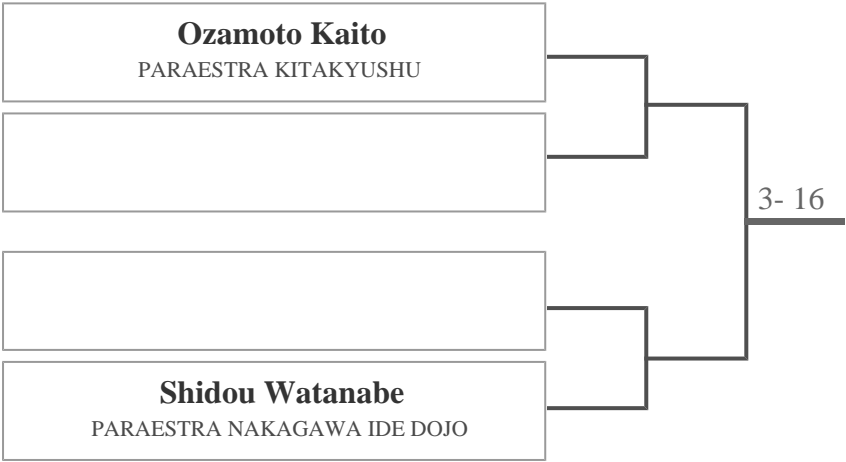 Ozamoto Kaito
PARAESTRA KITAKYUSHU
3- 16
Shidou Watanabe
PARAESTRA NAKAGAWA IDE DOJO